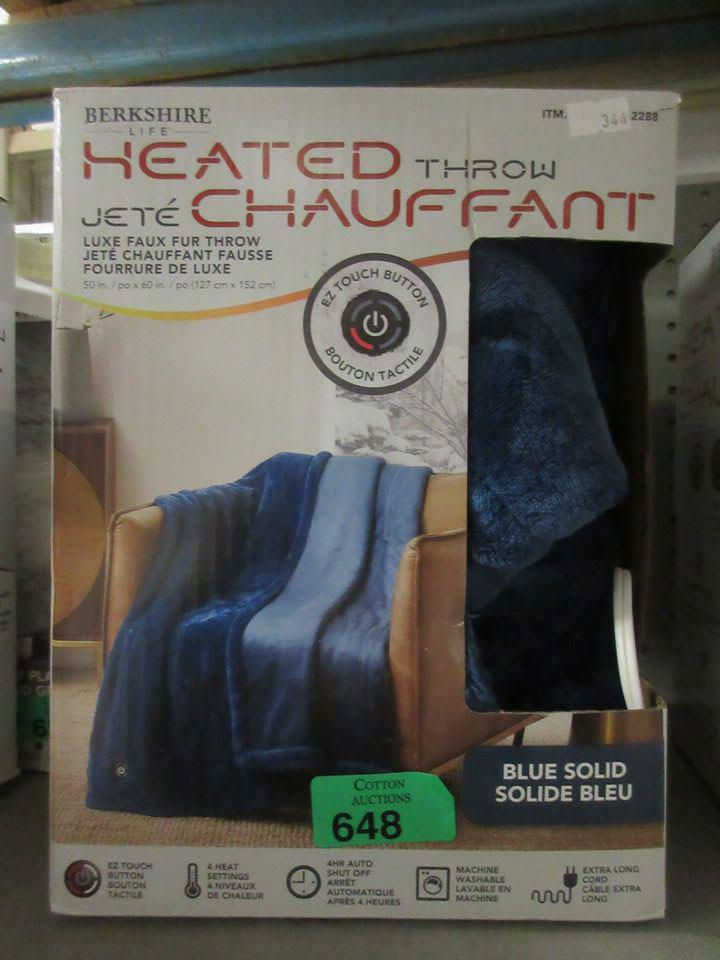 BERKSHIRE
LIFE
ITM.
344
2288
HEATED THROW
JETÉ CHAUFFANT
LUXE FAUX FUR THROW
JETÉ CHAUFFANT FAUSSE
FOURRURE DE LUXE
50 in. / po x 60 in. / po (127 cm x 152 cm)
EZ TOUCH BUTTON
BOUTON TACTILE
BLUE SOLID
SOLIDE BLEU
COTTON
AUCTIONS
648
EZ TOUCH
BUTTON
BOUTON
TACTILE
4 HEAT
SETTINGS
4 NIVEAUX
DE CHALEUR
4HR AUTO
SHUT OFF
ARRÊT
AUTOMATIQUE
APRÈS 4 HEURES
MACHINE
WASHABLE
LAVABLE EN
MACHINE
EXTRA LONG
CORD
CÂBLE EXTRA
LONG